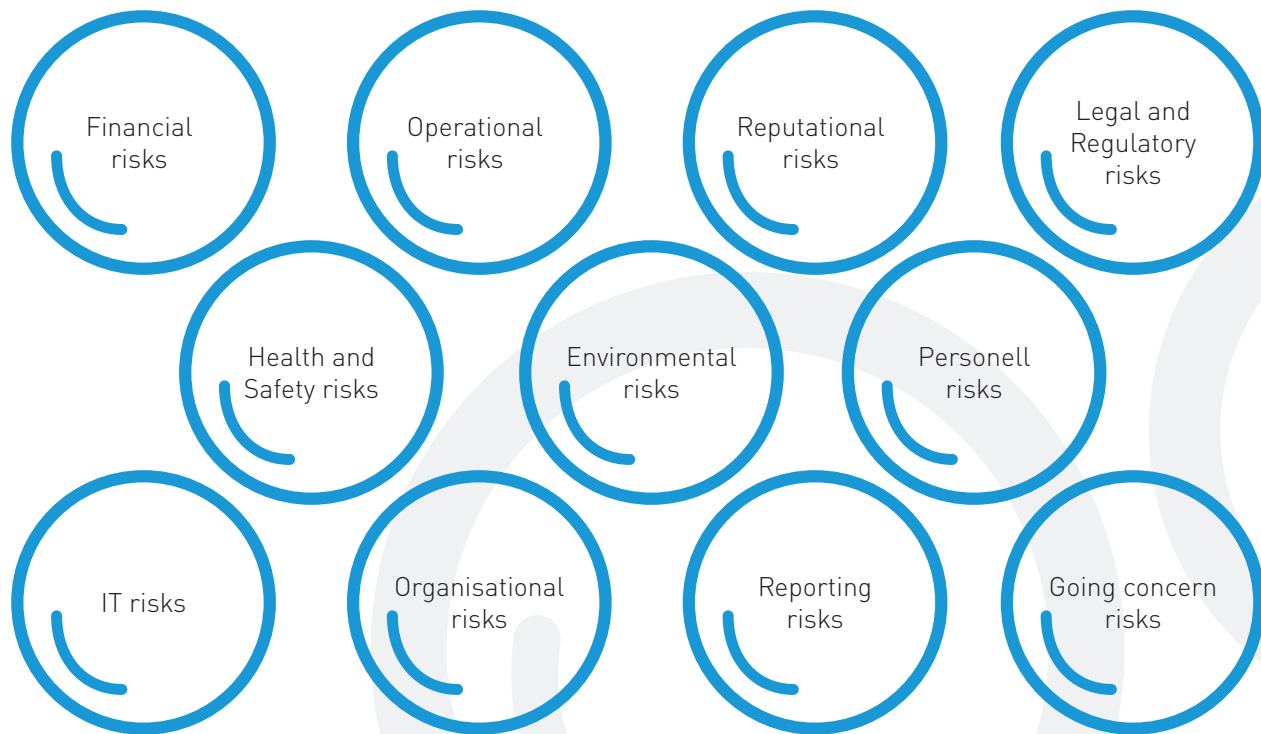 Financial
risks
Operational
risks
Reputational
risks
Legal and
Regulatory
risks
Health and
Safety risks
Environmental
risks
Personell
risks
IT risks
Organisational
risks
Reporting
risks
Going concern
risks